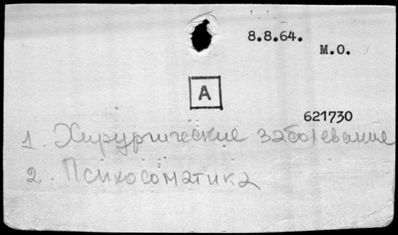 8.8.64.
М.О.
А
621730
1. Хирургические заболевание
2. Психосоматика